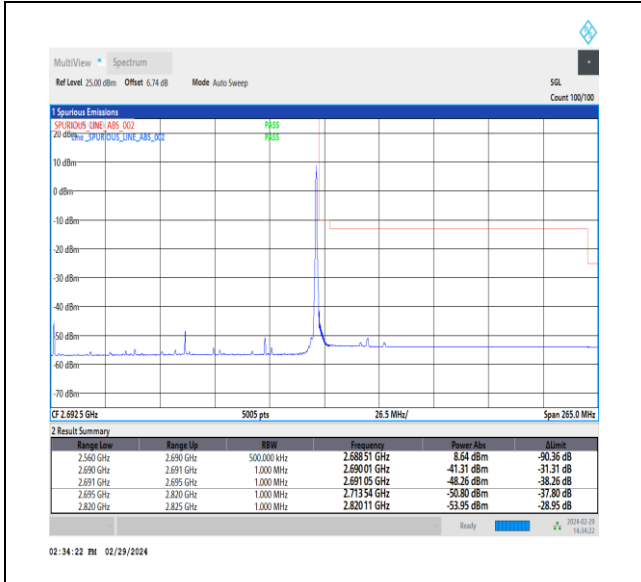 MultiView Spectrum
Ref Level 25.00 dBm Offset 6.74 dB Mode Auto Sweep SGL
Count 100/100
1 Spurious Emissions
SPURIOUS_LINE_ABS_002 PASS
20 dBm
Line _SPURIOUS_LINE_ABS_002 PASS
10 dBm
0 dBm
-10 dBm
-20 dBm
-30 dBm
-40 dBm
-50 dBm
-60 dBm
-70 dBm
CF 2.692 5 GHz 5005 pts 26.5 MHz/ Span 265.0 MHz
2 Result Summary
Range Low Range Up RBW Frequency Power Abs ΔLimit
2.560 GHz 2.690 GHz 500.000 kHz 2.688 51 GHz 8.64 dBm -90.36 dB
2.690 GHz 2.691 GHz 1.000 MHz 2.690 01 GHz -41.31 dBm -31.31 dB
2.691 GHz 2.695 GHz 1.000 MHz 2.691 05 GHz -48.26 dBm -38.26 dB
2.695 GHz 2.820 GHz 1.000 MHz 2.713 54 GHz -50.80 dBm -37.80 dB
2.820 GHz 2.825 GHz 1.000 MHz 2.820 11 GHz -53.95 dBm -28.95 dB
Ready 2024-02-29
14:34:22
02:34:22 PM 02/29/2024